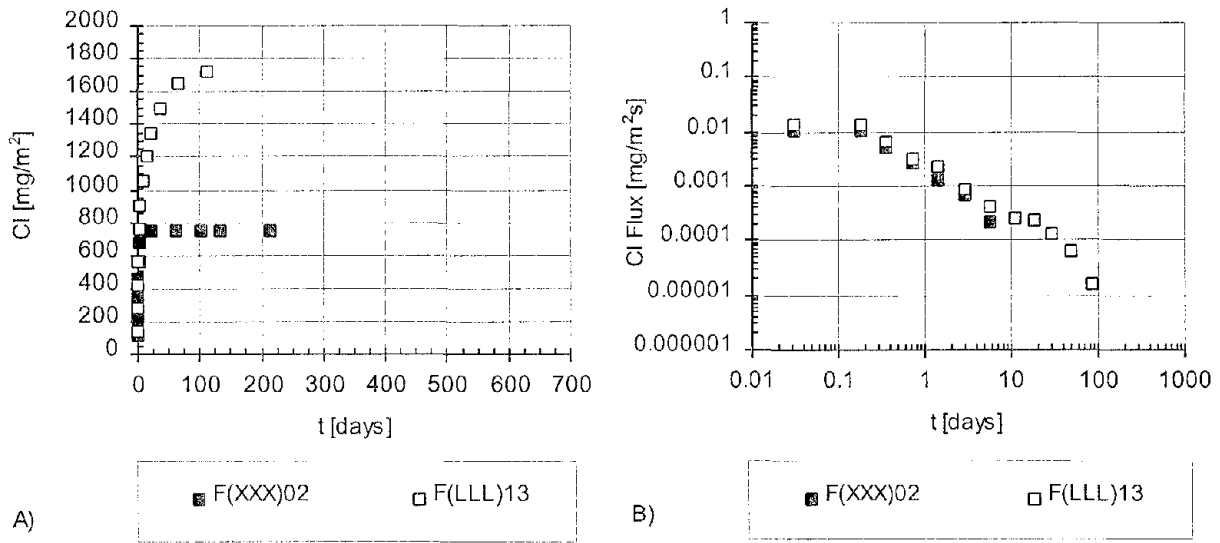 2000
1800
1600
1400
1200
1000
800
600
400
200
0
Cl [mg/m²]
0 100 200 300 400 500 600 700
t [days]
F(XXX)02 F(LLL)13
A)
1
0.1
0.01
0.001
0.0001
0.00001
0.000001
Cl Flux [mg/m²s]
0.01 0.1 1 10 100 1000
t [days]
F(XXX)02 F(LLL)13
B)